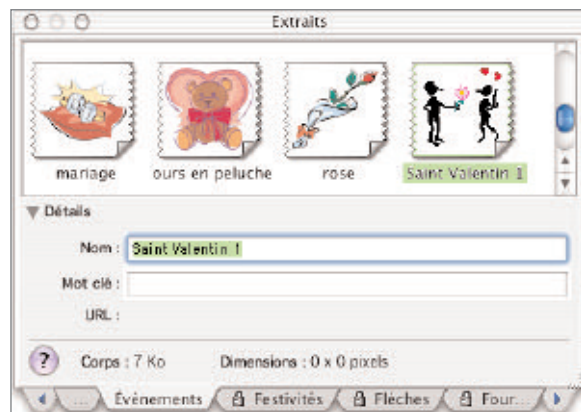 Extraits
mariage
ours en peluche
rose
Saint Valentin 1
Détails
Nom : Saint Valentin 1
Mot clé :
URL :
? Corps : 7 Ko Dimensions : 0 x 0 pixels
... Évènements Festivités Flèches Four...